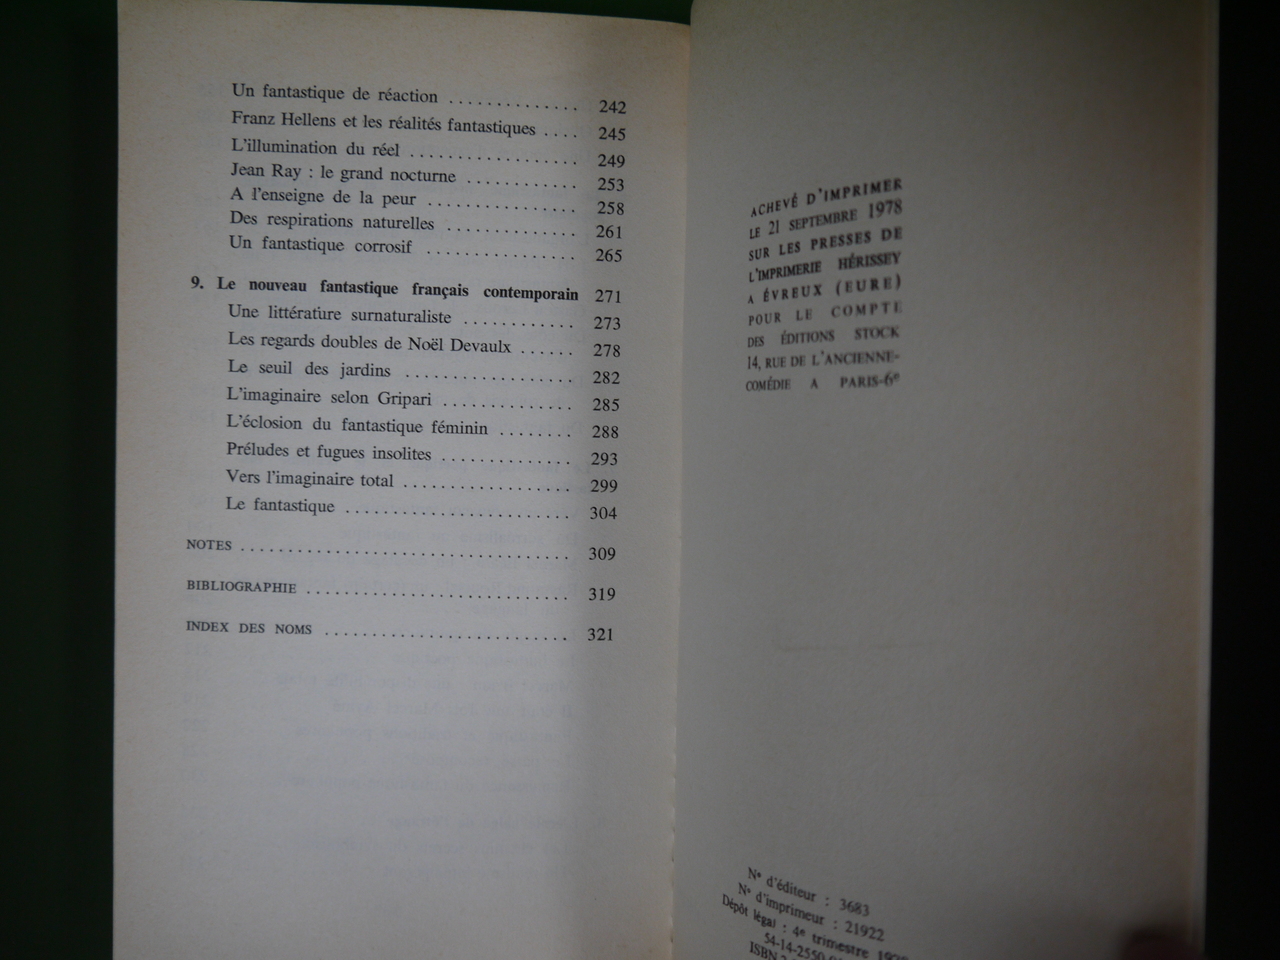 Un fantastique de réaction .............. 242
Franz Hellens et les réalités fantastiques .... 245
L'illumination du réel .................. 249
Jean Ray : le grand nocturne ............ 253
A l'enseigne de la peur ................ 258
Des respirations naturelles .............. 261
Un fantastique corrosif ................ 265
9. Le nouveau fantastique français contemporain 271
Une littérature surnaturaliste ............ 273
Les regards doubles de Noël Devaulx ...... 278
Le seuil des jardins .................. 282
L'imaginaire selon Gripari .............. 285
L'éclosion du fantastique féminin ........ 288
Préludes et fugues insolites .............. 293
Vers l'imaginaire total .................. 299
Le fantastique ........................ 304
NOTES .................................. 309
BIBLIOGRAPHIE ............................ 319
INDEX DES NOMS .......................... 321
ACHEVÉ D'IMPRIMER
LE 21 SEPTEMBRE 1978
SUR LES PRESSES DE
L'IMPRIMERIE HÉRISSEY
A ÉVREUX (EURE)
POUR LE COMPTE
DES ÉDITIONS STOCK
14, RUE DE L'ANCIENNE-
COMÉDIE A PARIS-6e
N° d'éditeur : 3683
N° d'imprimeur : 21922
Dépôt légal : 4e trimestre
54-14-2550
ISBN